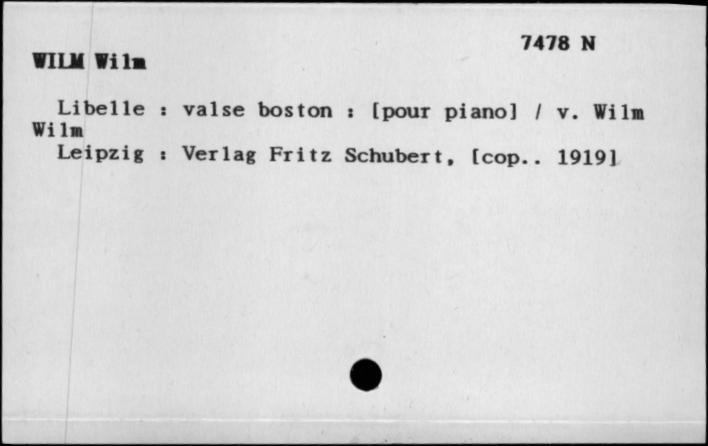 7478 N
WILM Wilm
Libelle : valse boston : [pour piano] / v. Wilm
Wilm
Leipzig : Verlag Fritz Schubert, [cop.. 1919]